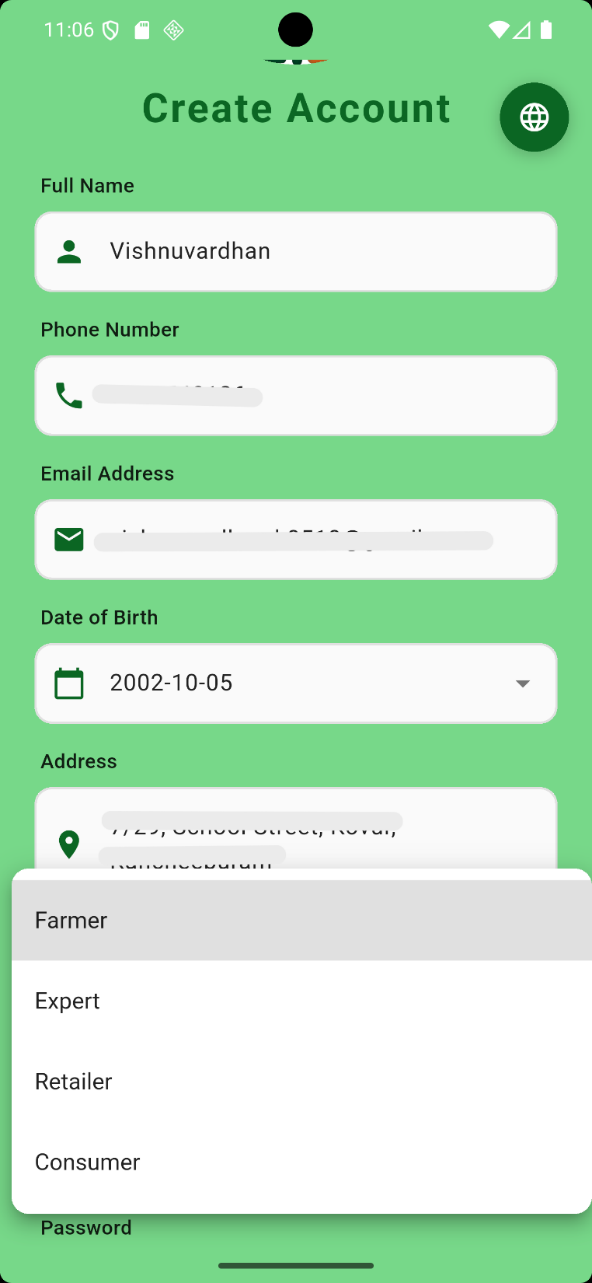 11:06
Create Account
Full Name
Vishnuvardhan
Phone Number
Email Address
Date of Birth
2002-10-05
Address
Farmer
Expert
Retailer
Consumer
Password